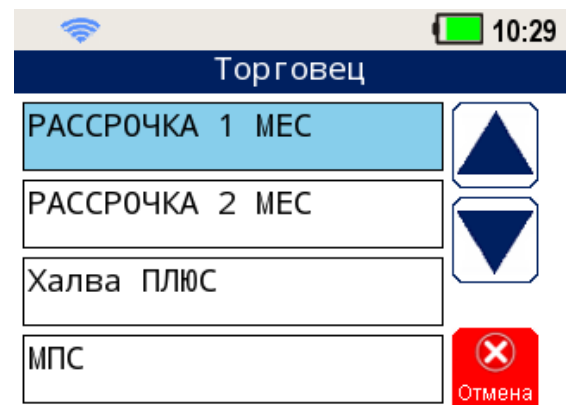 10:29
Торговец
РАССРОЧКА 1 МЕС
РАССРОЧКА 2 МЕС
Халва ПЛЮС
МПС
Отмена